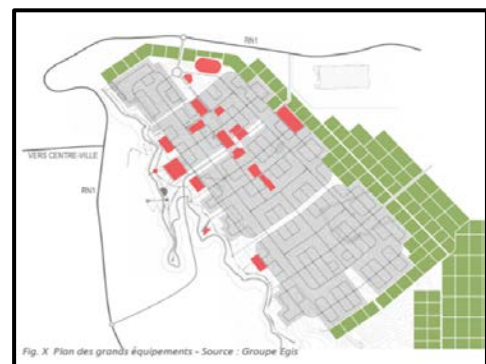 RN1
VERS CENTRE-VILLE
RN1
Fig. X Plan des grands équipements - Source : Groupe Egis